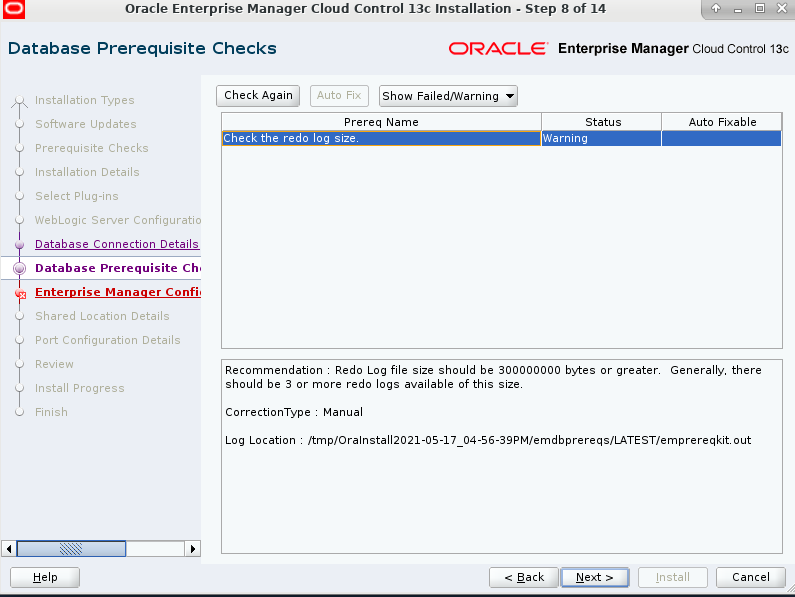 Oracle Enterprise Manager Cloud Control 13c Installation - Step 8 of 14
Database Prerequisite Checks
ORACLE Enterprise Manager Cloud Control 13c
Installation Types
Software Updates
Prerequisite Checks
Installation Details
Select Plug-ins
WebLogic Server Configuratio
Database Connection Details
Database Prerequisite Che
Enterprise Manager Confi
Shared Location Details
Port Configuration Details
Review
Install Progress
Finish
Check Again Auto Fix Show Failed/Warning
Prereq Name Status Auto Fixable
Check the redo log size. Warning
Recommendation : Redo Log file size should be 300000000 bytes or greater. Generally, there
should be 3 or more redo logs available of this size.
CorrectionType : Manual
Log Location : /tmp/OraInstall2021-05-17_04-56-39PM/emdbprereqs/LATEST/emprereqkit.out
Help < Back Next > Install Cancel